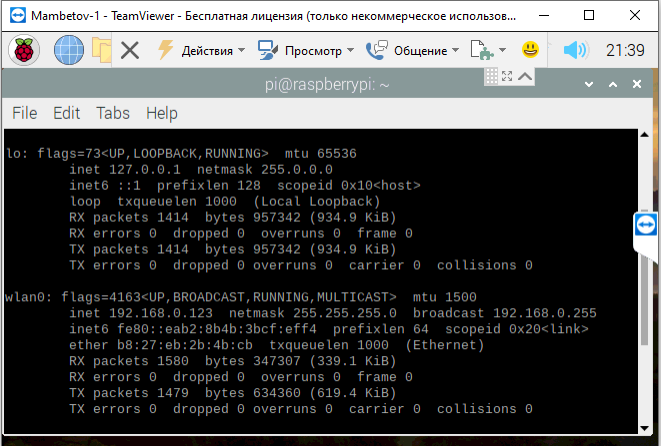 Mambetov-1 - TeamViewer - Бесплатная лицензия (только некоммерческое использов...
Действия Просмотр Общение 21:39
pi@raspberrypi: ~
File Edit Tabs Help
lo: flags=73<UP,LOOPBACK,RUNNING>  mtu 65536
        inet 127.0.0.1  netmask 255.0.0.0
        inet6 ::1  prefixlen 128  scopeid 0x10<host>
        loop  txqueuelen 1000  (Local Loopback)
        RX packets 1414  bytes 957342 (934.9 KiB)
        RX errors 0  dropped 0  overruns 0  frame 0
        TX packets 1414  bytes 957342 (934.9 KiB)
        TX errors 0  dropped 0 overruns 0  carrier 0  collisions 0
wlan0: flags=4163<UP,BROADCAST,RUNNING,MULTICAST>  mtu 1500
        inet 192.168.0.123  netmask 255.255.255.0  broadcast 192.168.0.255
        inet6 fe80::eab2:8b4b:3bcf:eff4  prefixlen 64  scopeid 0x20<link>
        ether b8:27:eb:2b:4b:cb  txqueuelen 1000  (Ethernet)
        RX packets 1580  bytes 347307 (339.1 KiB)
        RX errors 0  dropped 0  overruns 0  frame 0
        TX packets 1479  bytes 634360 (619.4 KiB)
        TX errors 0  dropped 0 overruns 0  carrier 0  collisions 0